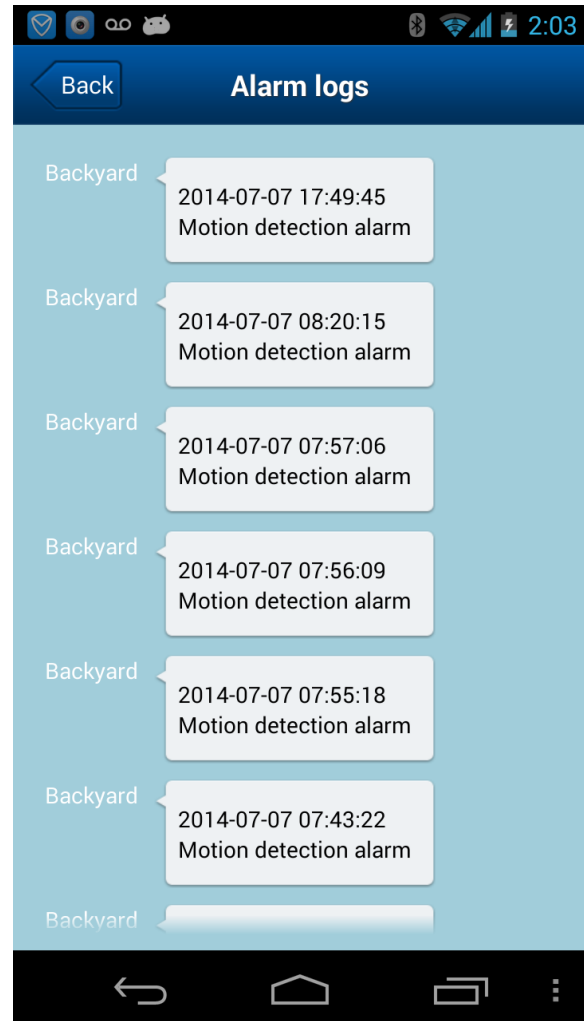 2:03
Back
Alarm logs
Backyard
2014-07-07 17:49:45
Motion detection alarm
Backyard
2014-07-07 08:20:15
Motion detection alarm
Backyard
2014-07-07 07:57:06
Motion detection alarm
Backyard
2014-07-07 07:56:09
Motion detection alarm
Backyard
2014-07-07 07:55:18
Motion detection alarm
Backyard
2014-07-07 07:43:22
Motion detection alarm
Backyard